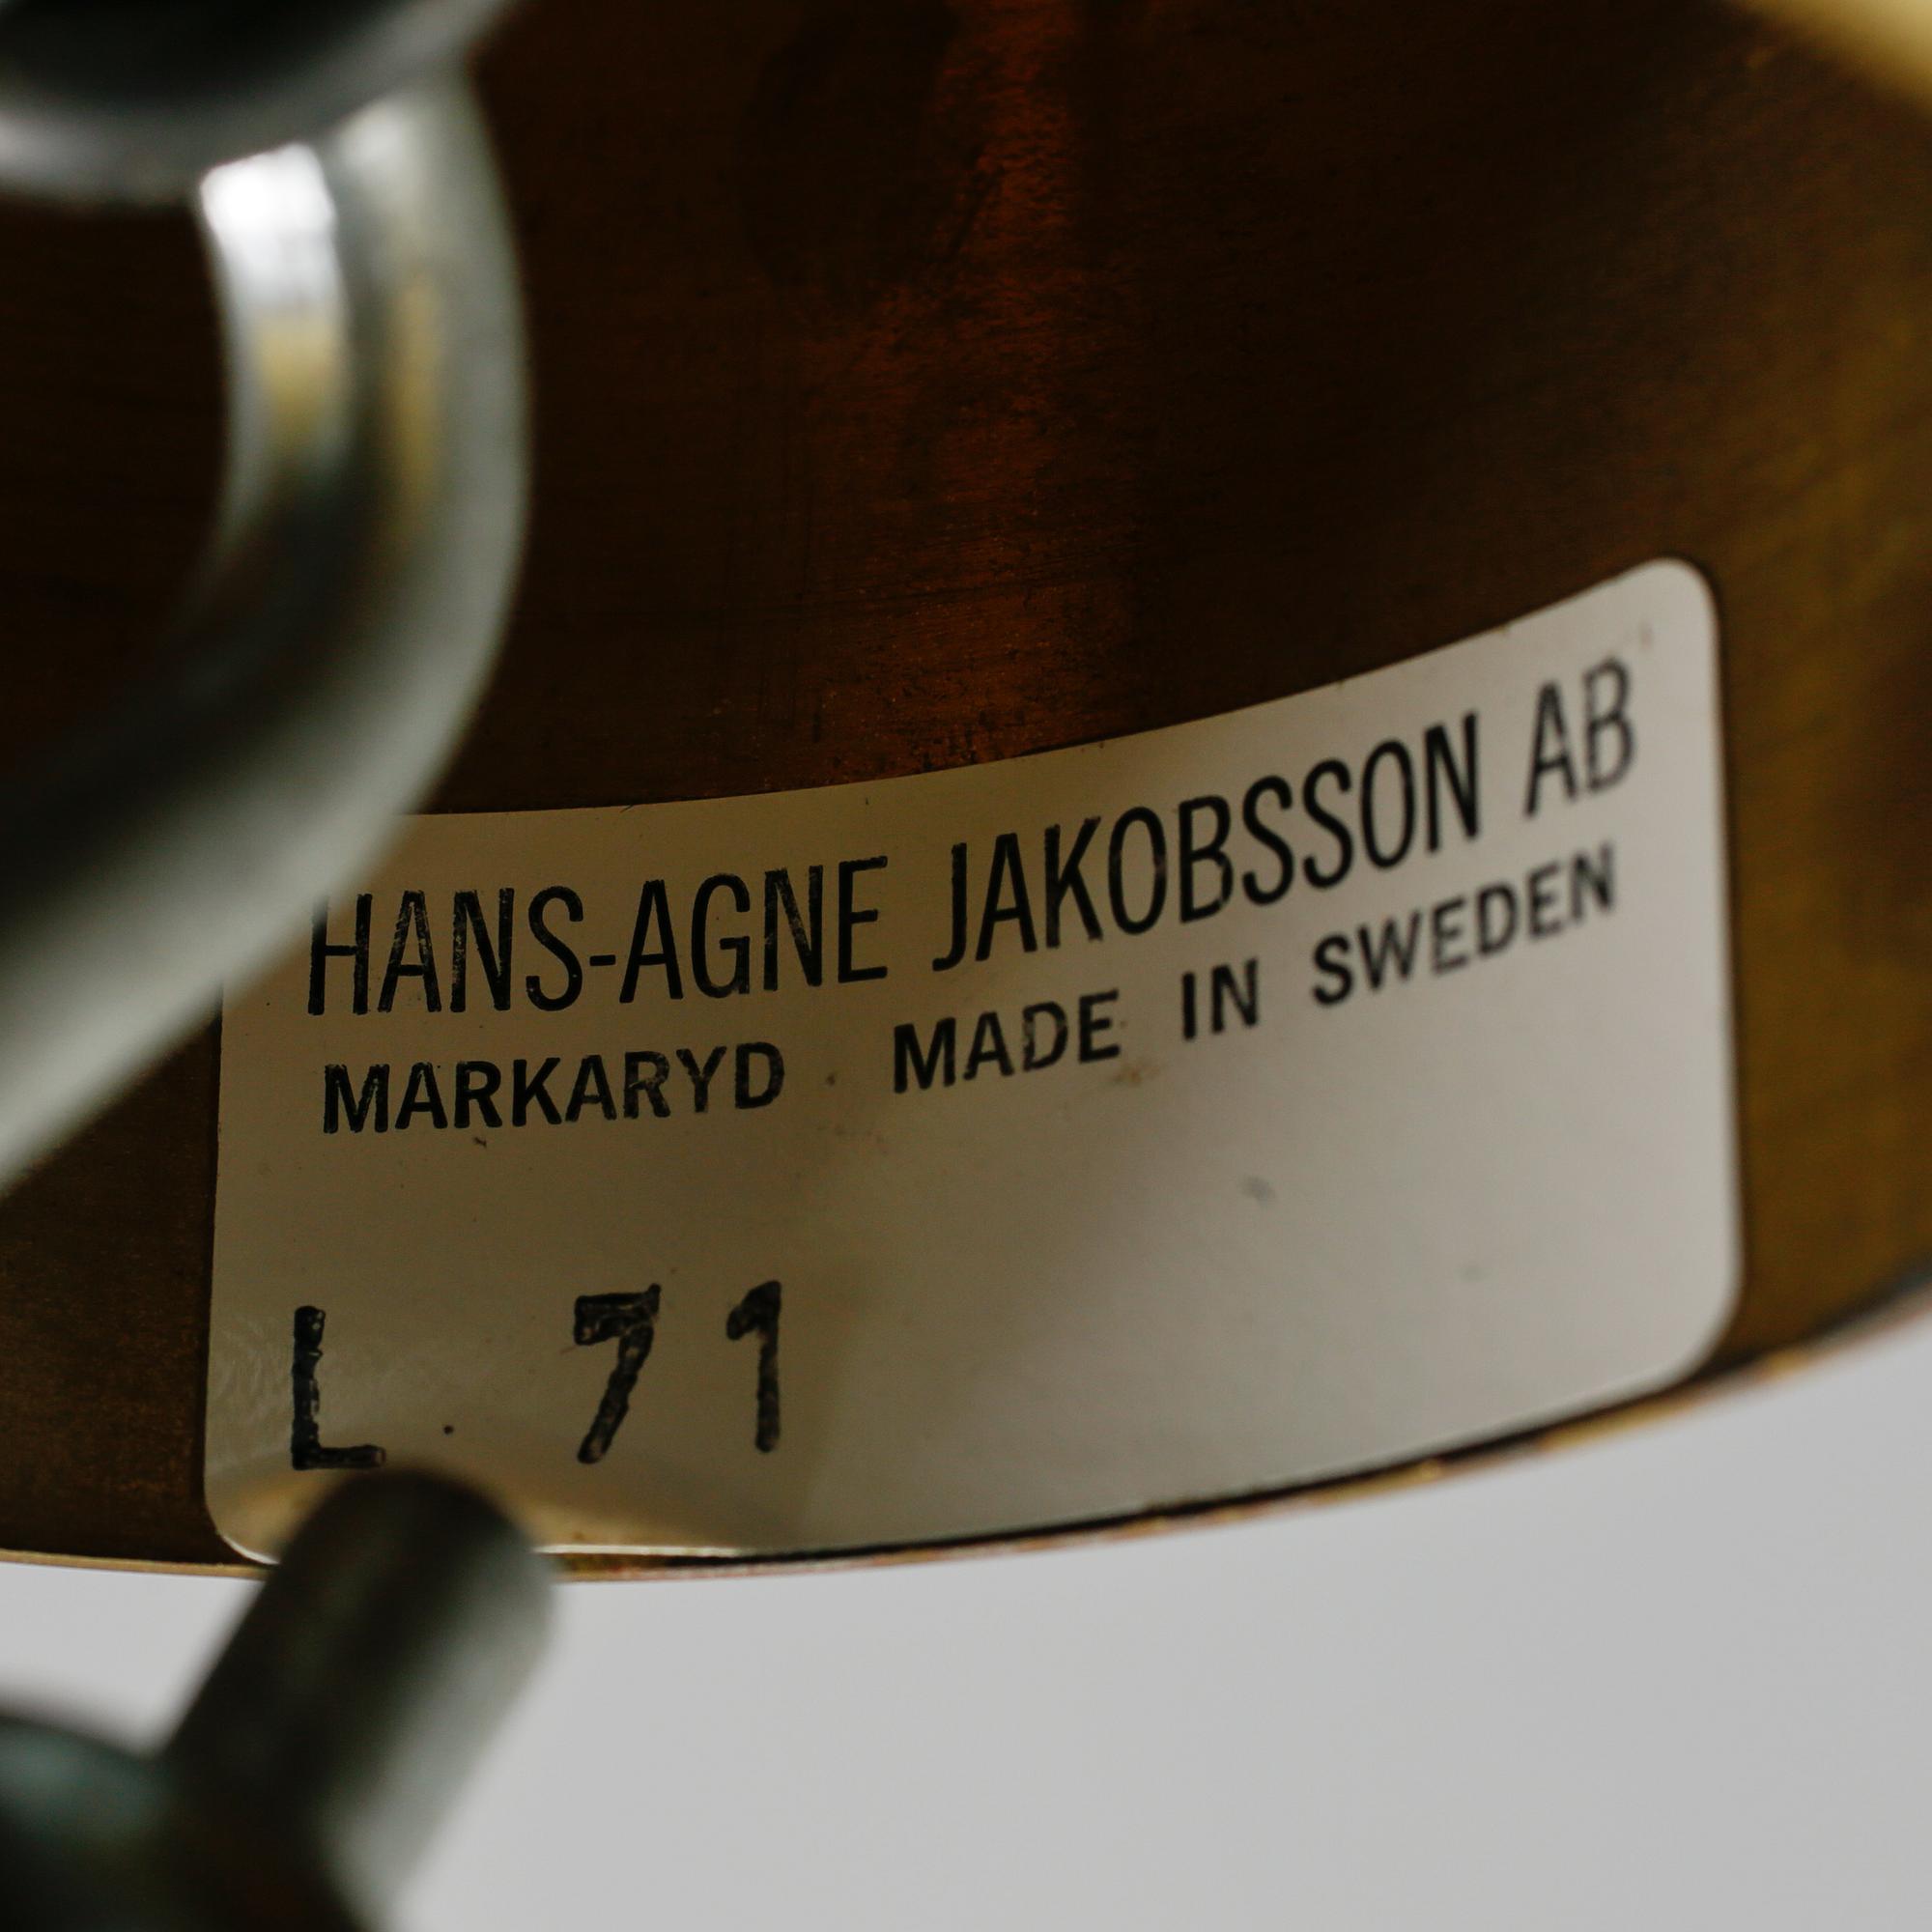 HANS-AGNE JAKOBSSON AB
MARKARYD MADE IN SWEDEN
L 71